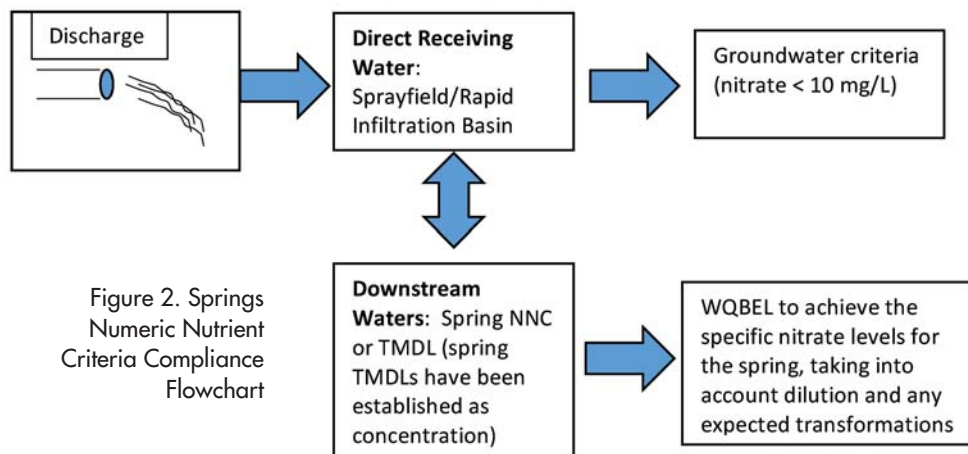 Discharge
Direct Receiving
Water:
Sprayfield/Rapid
Infiltration Basin
Groundwater criteria
(nitrate < 10 mg/L)
Figure 2. Springs
Numeric Nutrient
Criteria Compliance
Flowchart
Downstream
Waters: Spring NNC
or TMDL (spring
TMDLs have been
established as
concentration)
WQBEL to achieve the
specific nitrate levels for
the spring, taking into
account dilution and any
expected transformations